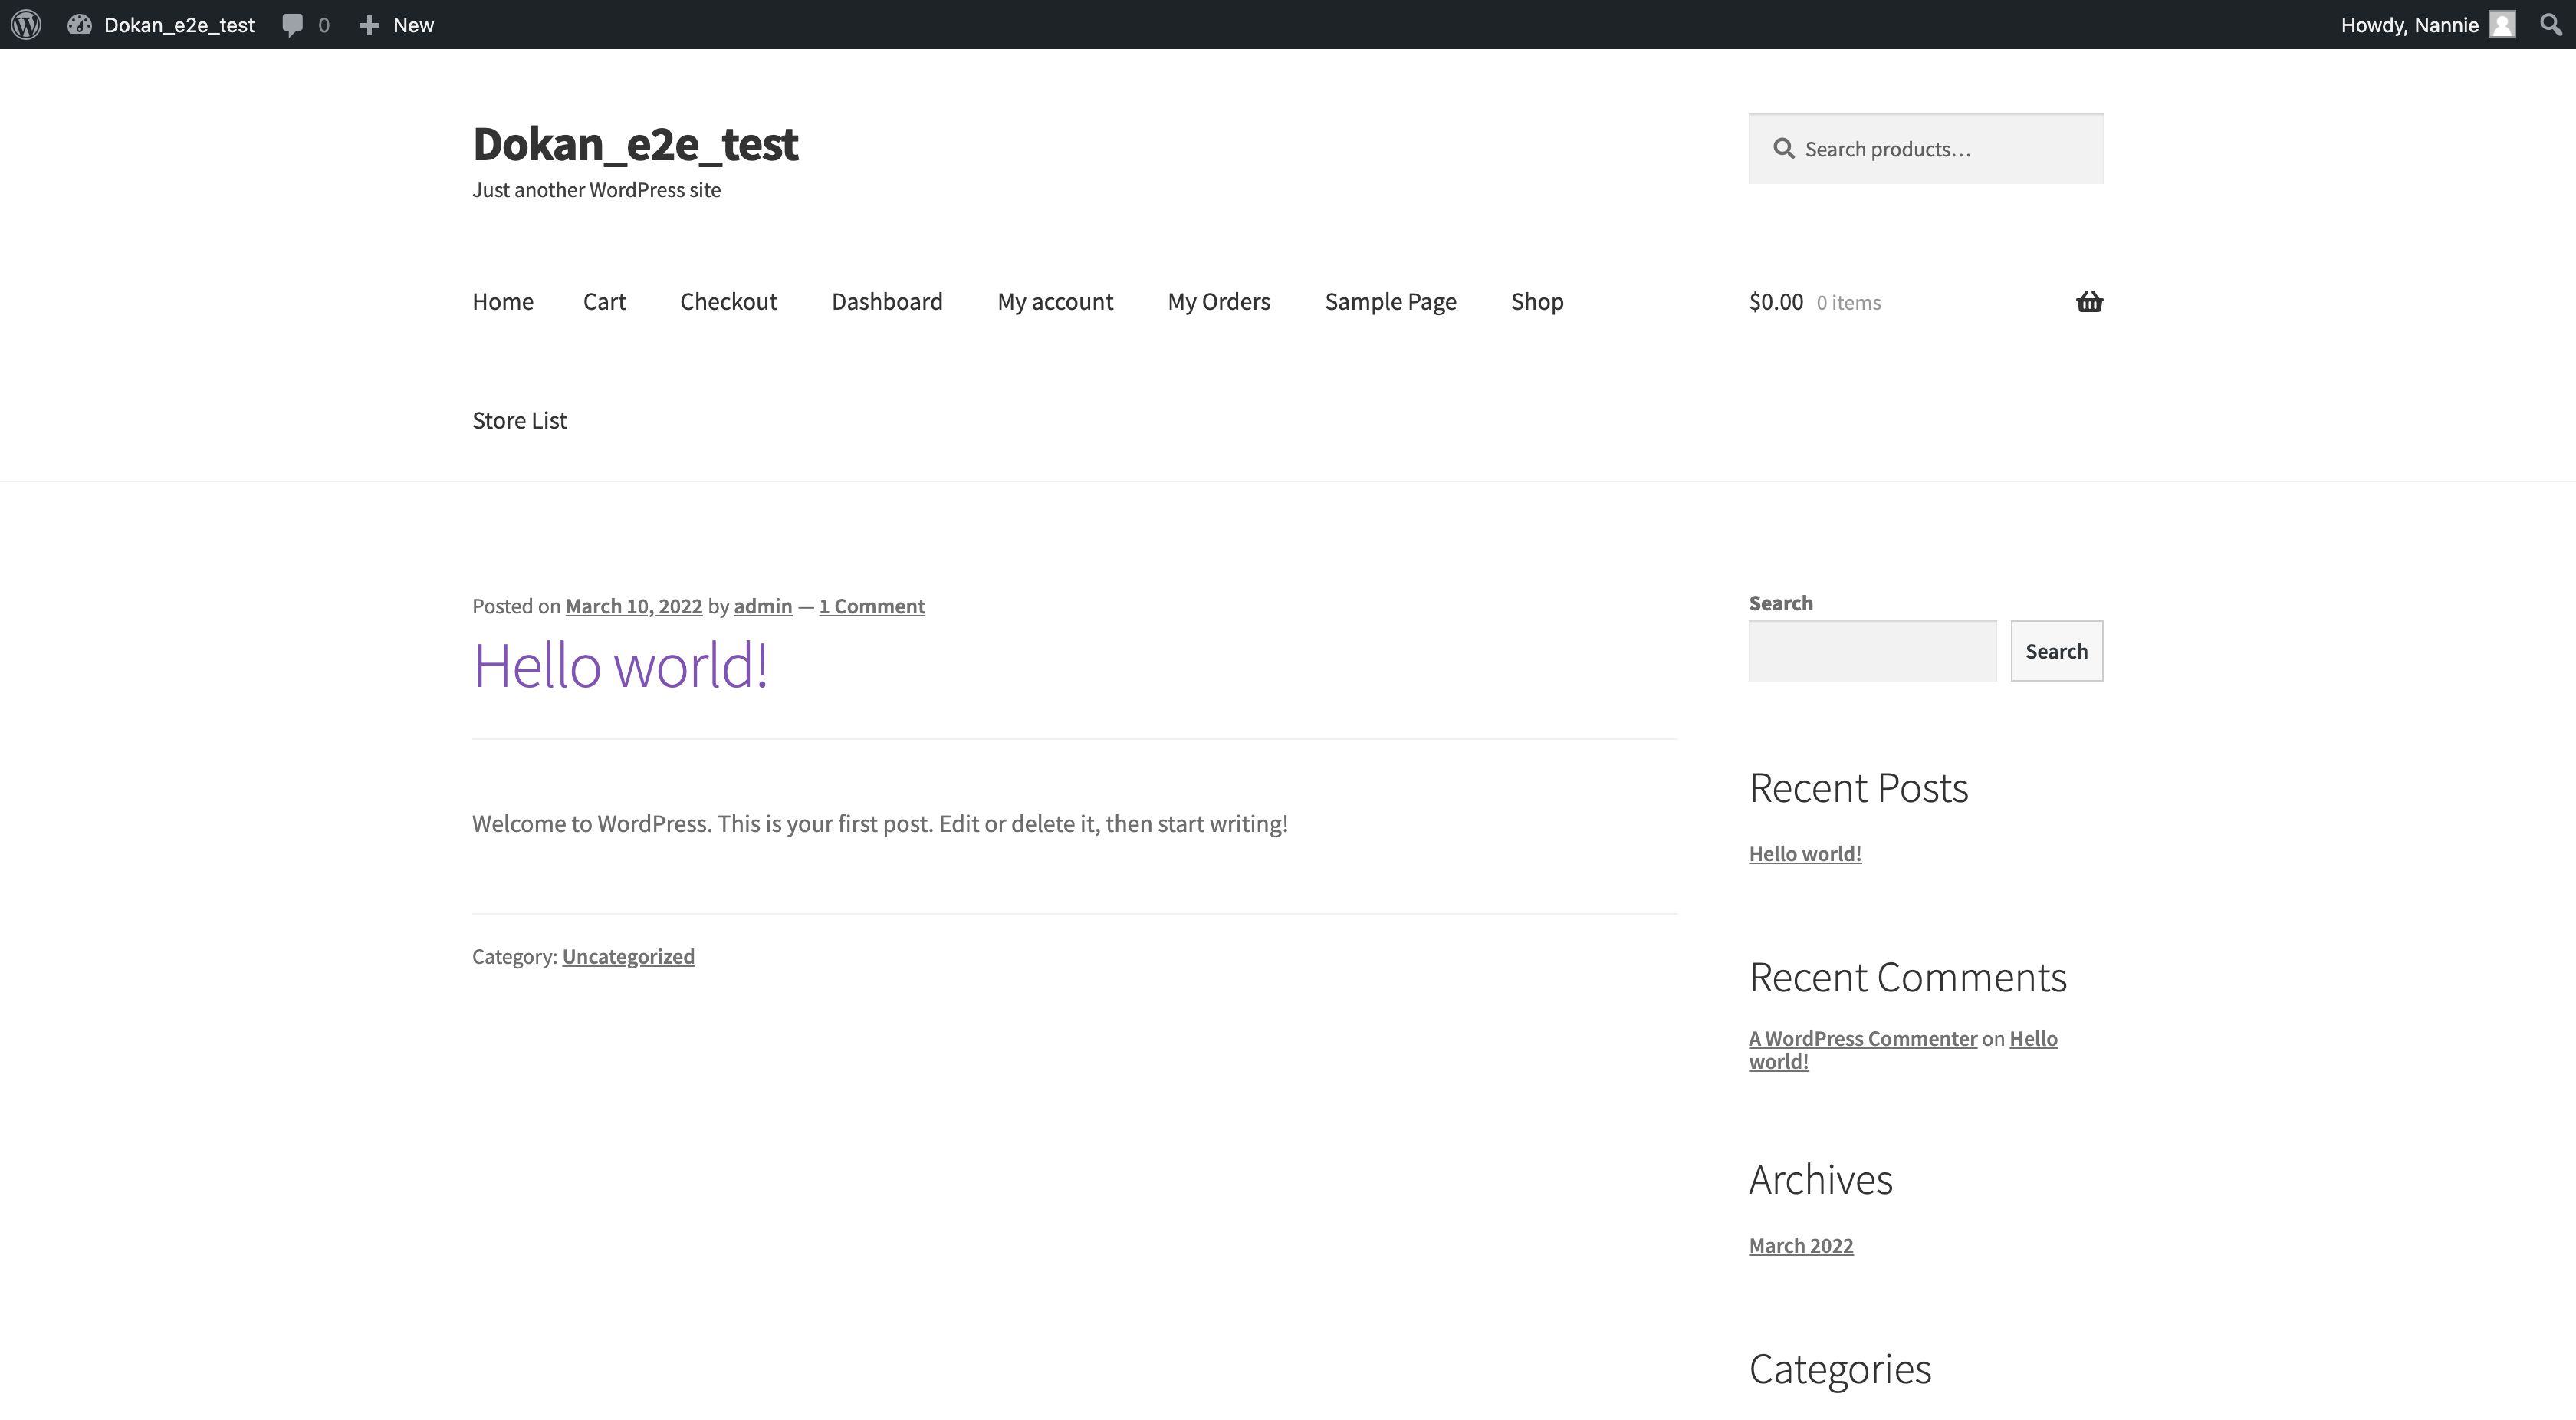 Dokan_e2e_test 0 New Howdy, Nannie
Dokan_e2e_test
Just another WordPress site
Search products…
Home Cart Checkout Dashboard My account My Orders Sample Page Shop
$0.00 0 items
Store List
Posted on March 10, 2022 by admin — 1 Comment
Hello world!
Welcome to WordPress. This is your first post. Edit or delete it, then start writing!
Category: Uncategorized
Search
Search
Recent Posts
Hello world!
Recent Comments
A WordPress Commenter on Hello
world!
Archives
March 2022
Categories